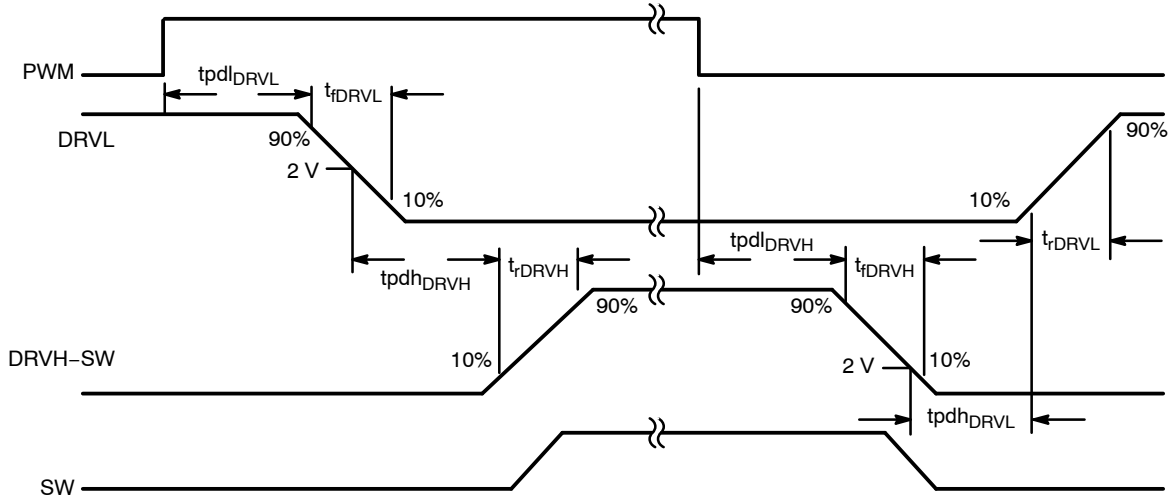 PWM
tpdlDRVL
tfDRVL
DRVL
90%
90%
2 V
10%
10%
tpdlDRVH
trDRVL
tpdhDRVH
trDRVH
tfDRVH
90%
90%
DRVH–SW
10%
2 V
10%
tpdhDRVL
SW